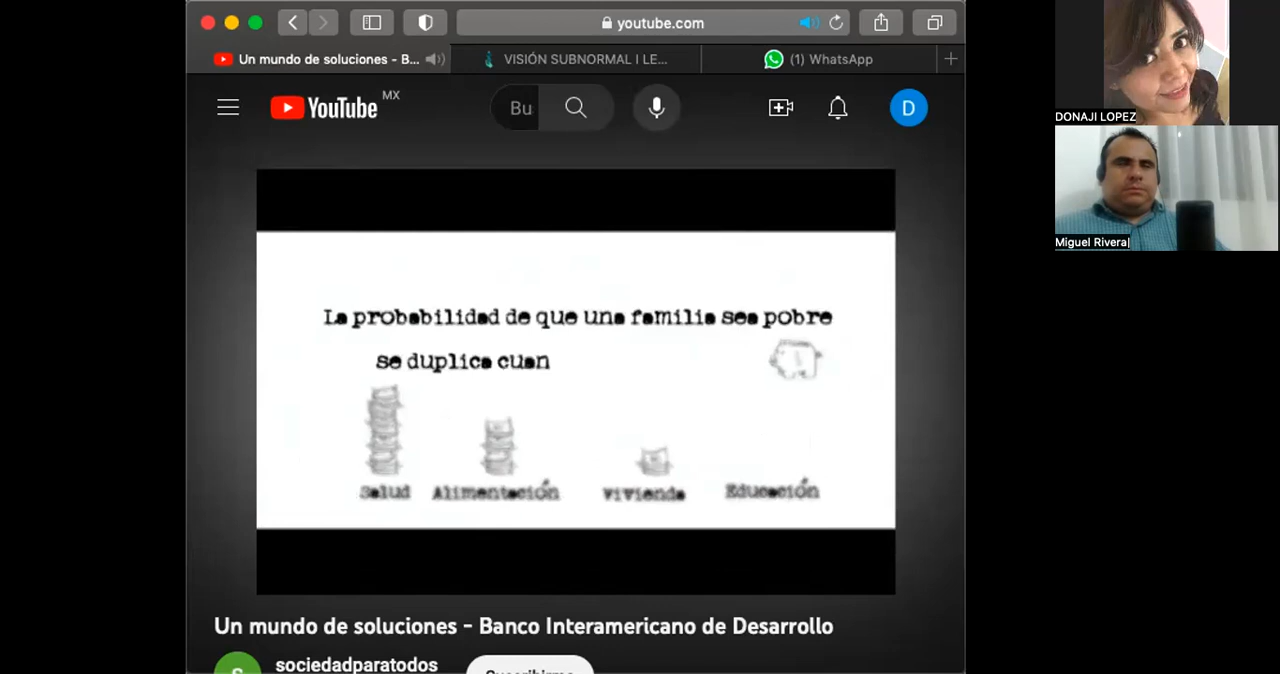 youtube.com
Un mundo de soluciones - B...
VISIÓN SUBNORMAL I LE...
(1) WhatsApp
YouTube MX
Bu
D
La probabilidad de que una familia sea pobre
se duplica cuan
Salud Alimentación Vivienda Educación
Un mundo de soluciones - Banco Interamericano de Desarrollo
sociedadparatodos
DONAJI LOPEZ
Miguel Rivera